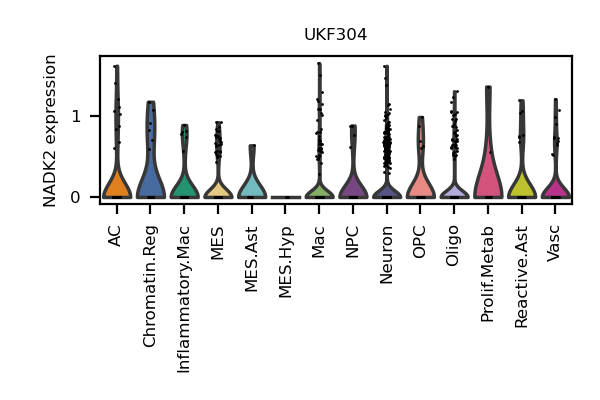 UKF304
NADK2 expression
1
0
AC
Chromatin.Reg
Inflammatory.Mac
MES
MES.Ast
MES.Hyp
Mac
NPC
Neuron
OPC
Oligo
Prolif.Metab
Reactive.Ast
Vasc